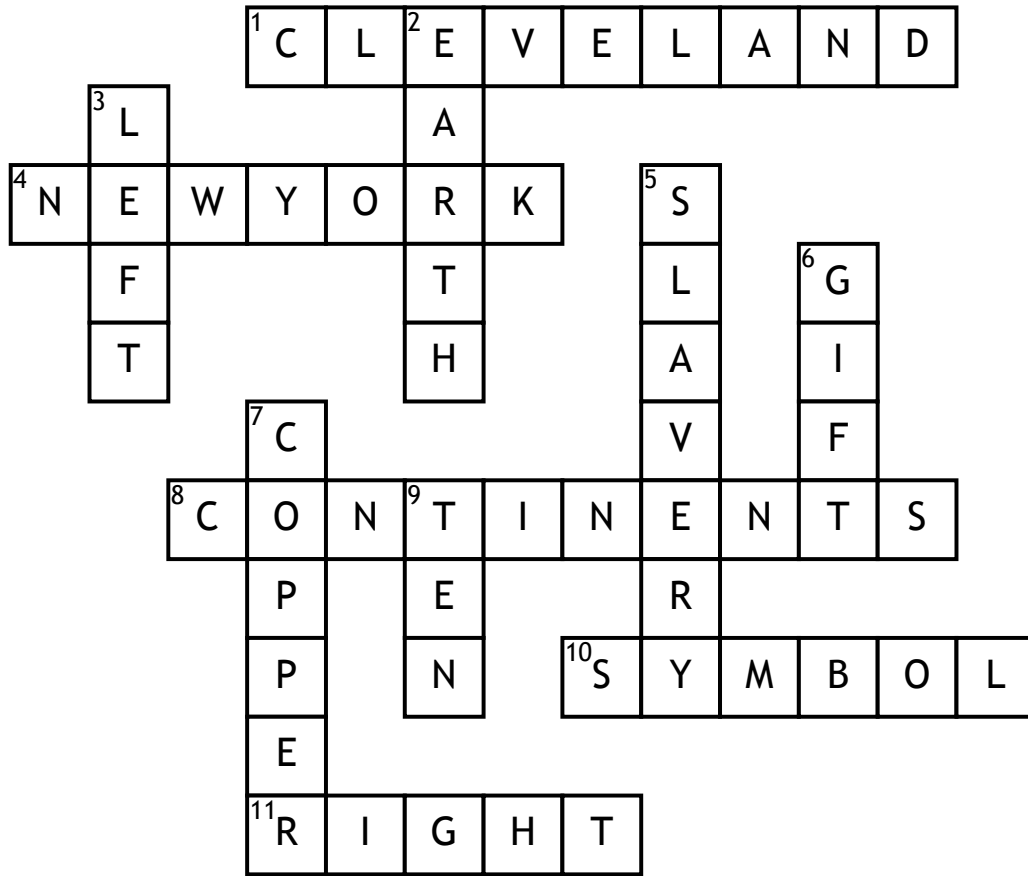 1 C L 2 E V E L A N D
3 L A
4 N E W Y O R K 5 S
F T L 6 G
T H A I
7 C V F
8 C O N 9 T I N E N T S
P E R
P N 10 S Y M B O L
E
11 R I G H T